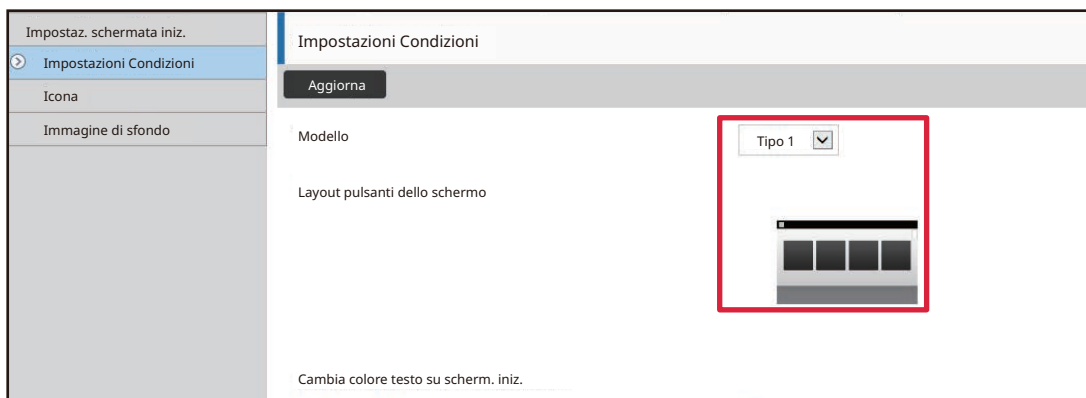 Impostaz. schermata iniz.
Impostazioni Condizioni
Icona
Immagine di sfondo
Impostazioni Condizioni
Aggiorna
Modello
Tipo 1
Layout pulsanti dello schermo
Cambia colore testo su scherm. iniz.